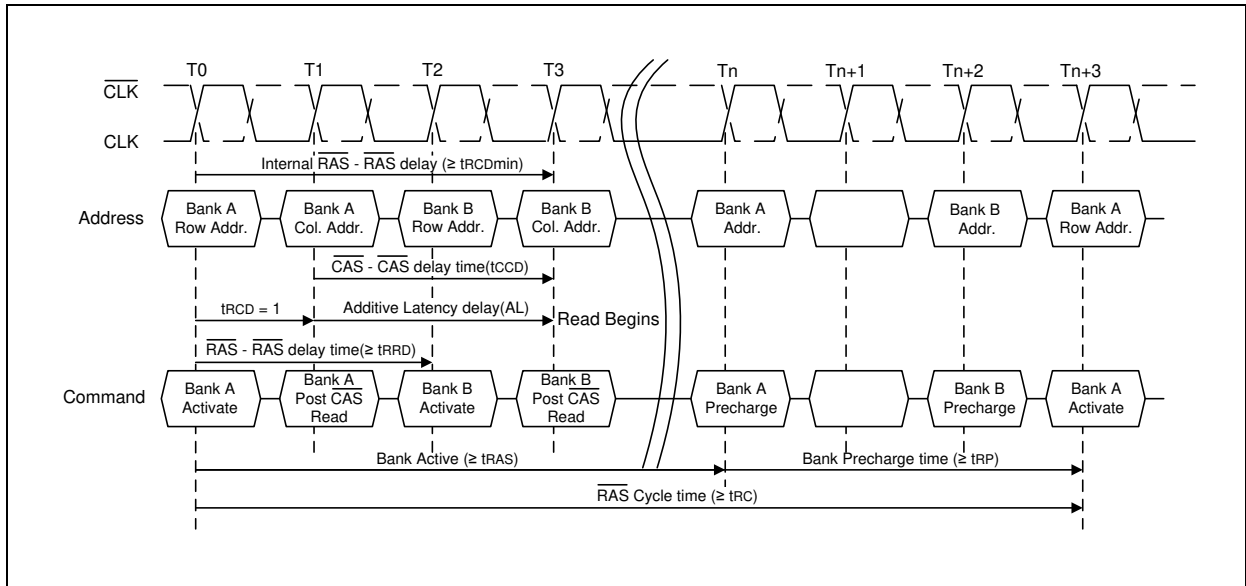 T0 T1 T2 T3 Tn Tn+1 Tn+2 Tn+3
CLK
CLK
Internal RAS - RAS delay (≥ tRCDmin)
Address
Bank A
Row Addr.
Bank A
Col. Addr.
Bank B
Row Addr.
Bank B
Col. Addr.
Bank A
Addr.
Bank B
Addr.
Bank A
Row Addr.
CAS - CAS delay time(tCCD)
tRCD = 1
Additive Latency delay(AL)
Read Begins
RAS - RAS delay time(≥ tRRD)
Command
Bank A
Activate
Bank A
Post CAS
Read
Bank B
Activate
Bank B
Post CAS
Read
Bank A
Precharge
Bank B
Precharge
Bank A
Activate
Bank Active (≥ tRAS)
Bank Precharge time (≥ tRP)
RAS Cycle time (≥ tRC)